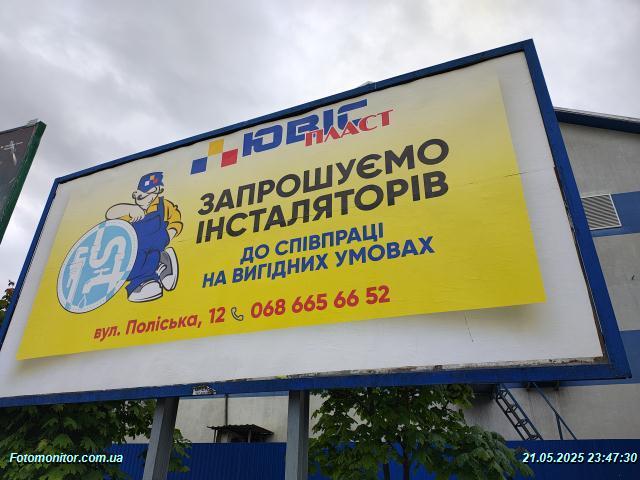 ЮВІС
ПЛАСТ
ЗАПРОШУЄМО
ІНСТАЛЯТОРІВ
ДО СПІВПРАЦІ
НА ВИГІДНИХ УМОВАХ
вул. Поліська, 12 068 665 66 52
Fotomonitor.com.ua
21.05.2025 23:47:30